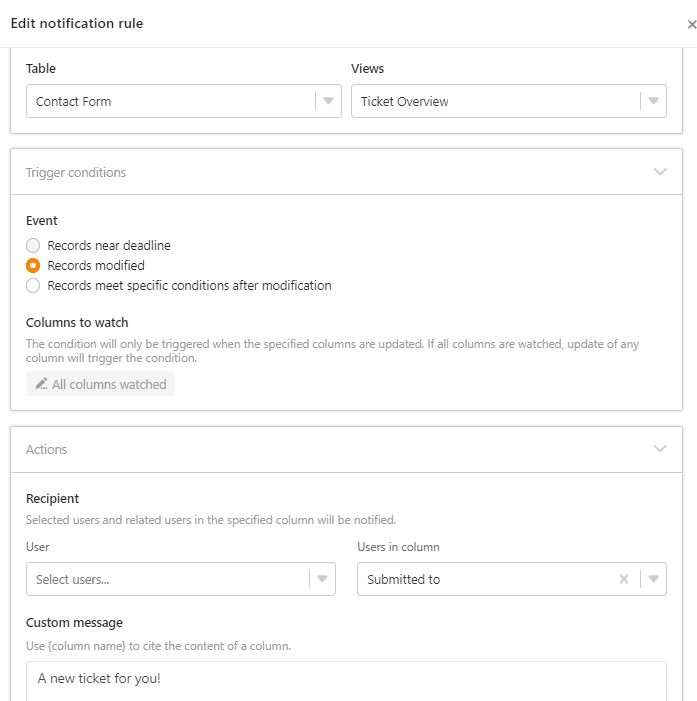 Edit notification rule
Table
Views
Contact Form
Ticket Overview
Trigger conditions
Event
Records near deadline
Records modified
Records meet specific conditions after modification
Columns to watch
The condition will only be triggered when the specified columns are updated. If all columns are watched, update of any
column will trigger the condition.
All columns watched
Actions
Recipient
Selected users and related users in the specified column will be notified.
User
Users in column
Select users...
Submitted to
Custom message
Use {column name} to cite the content of a column.
A new ticket for you!